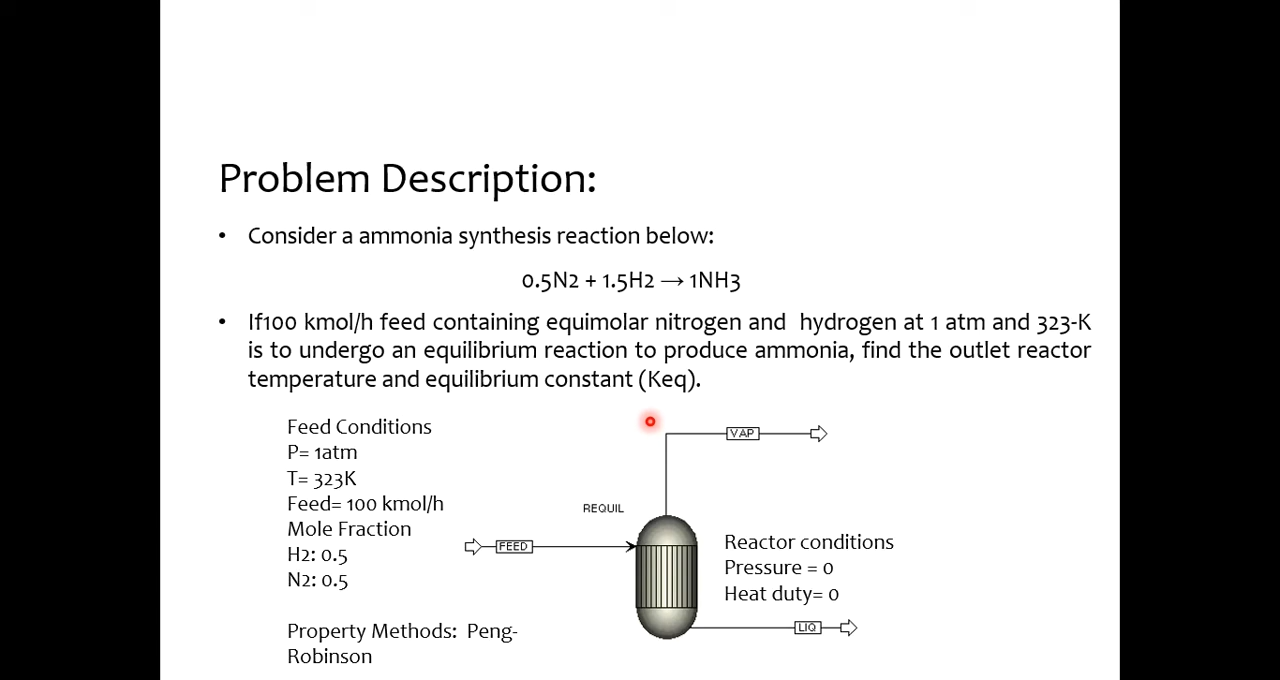 Problem Description:
• Consider a ammonia synthesis reaction below:
0.5N2 + 1.5H2 → 1NH3
• If100 kmol/h feed containing equimolar nitrogen and hydrogen at 1 atm and 323-K
is to undergo an equilibrium reaction to produce ammonia, find the outlet reactor
temperature and equilibrium constant (Keq).
Feed Conditions
P= 1atm
T= 323K
Feed= 100 kmol/h
Mole Fraction
H2: 0.5
N2: 0.5
Property Methods: Peng-
Robinson
VAP
REQUIL
FEED
Reactor conditions
Pressure = 0
Heat duty= 0
LIQ